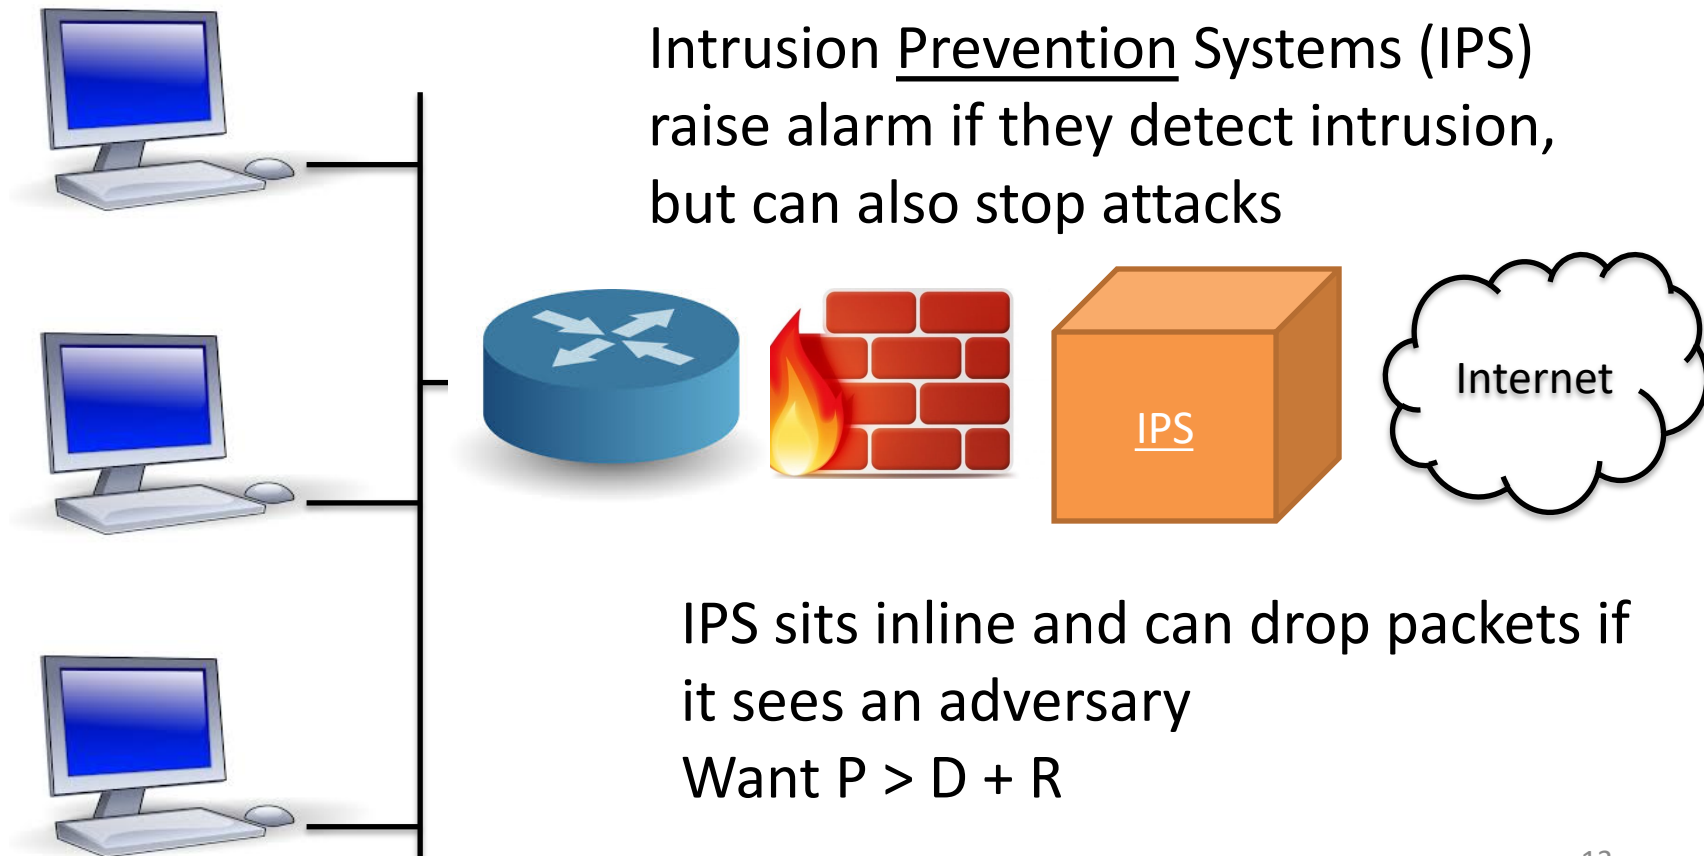 Intrusion Prevention Systems (IPS)
raise alarm if they detect intrusion,
but can also stop attacks
IPS
Internet
IPS sits inline and can drop packets if
it sees an adversary
Want P > D + R